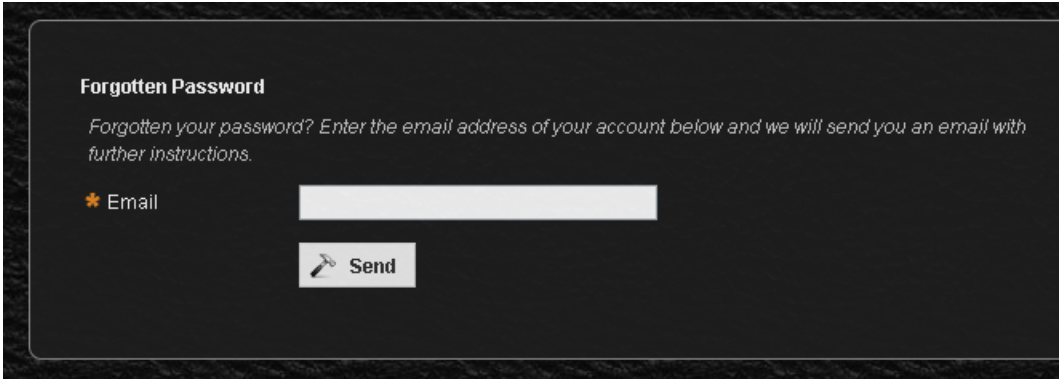 Forgotten Password
Forgotten your password? Enter the email address of your account below and we will send you an email with
further instructions.
* Email
Send